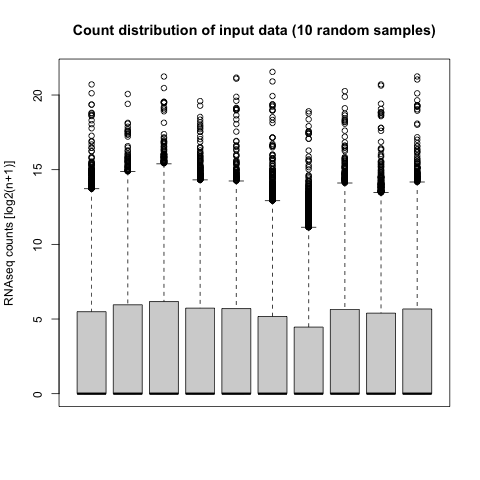 Count distribution of input data (10 random samples)
RNAseq counts [log2(n+1)]
20
15
10
5
0